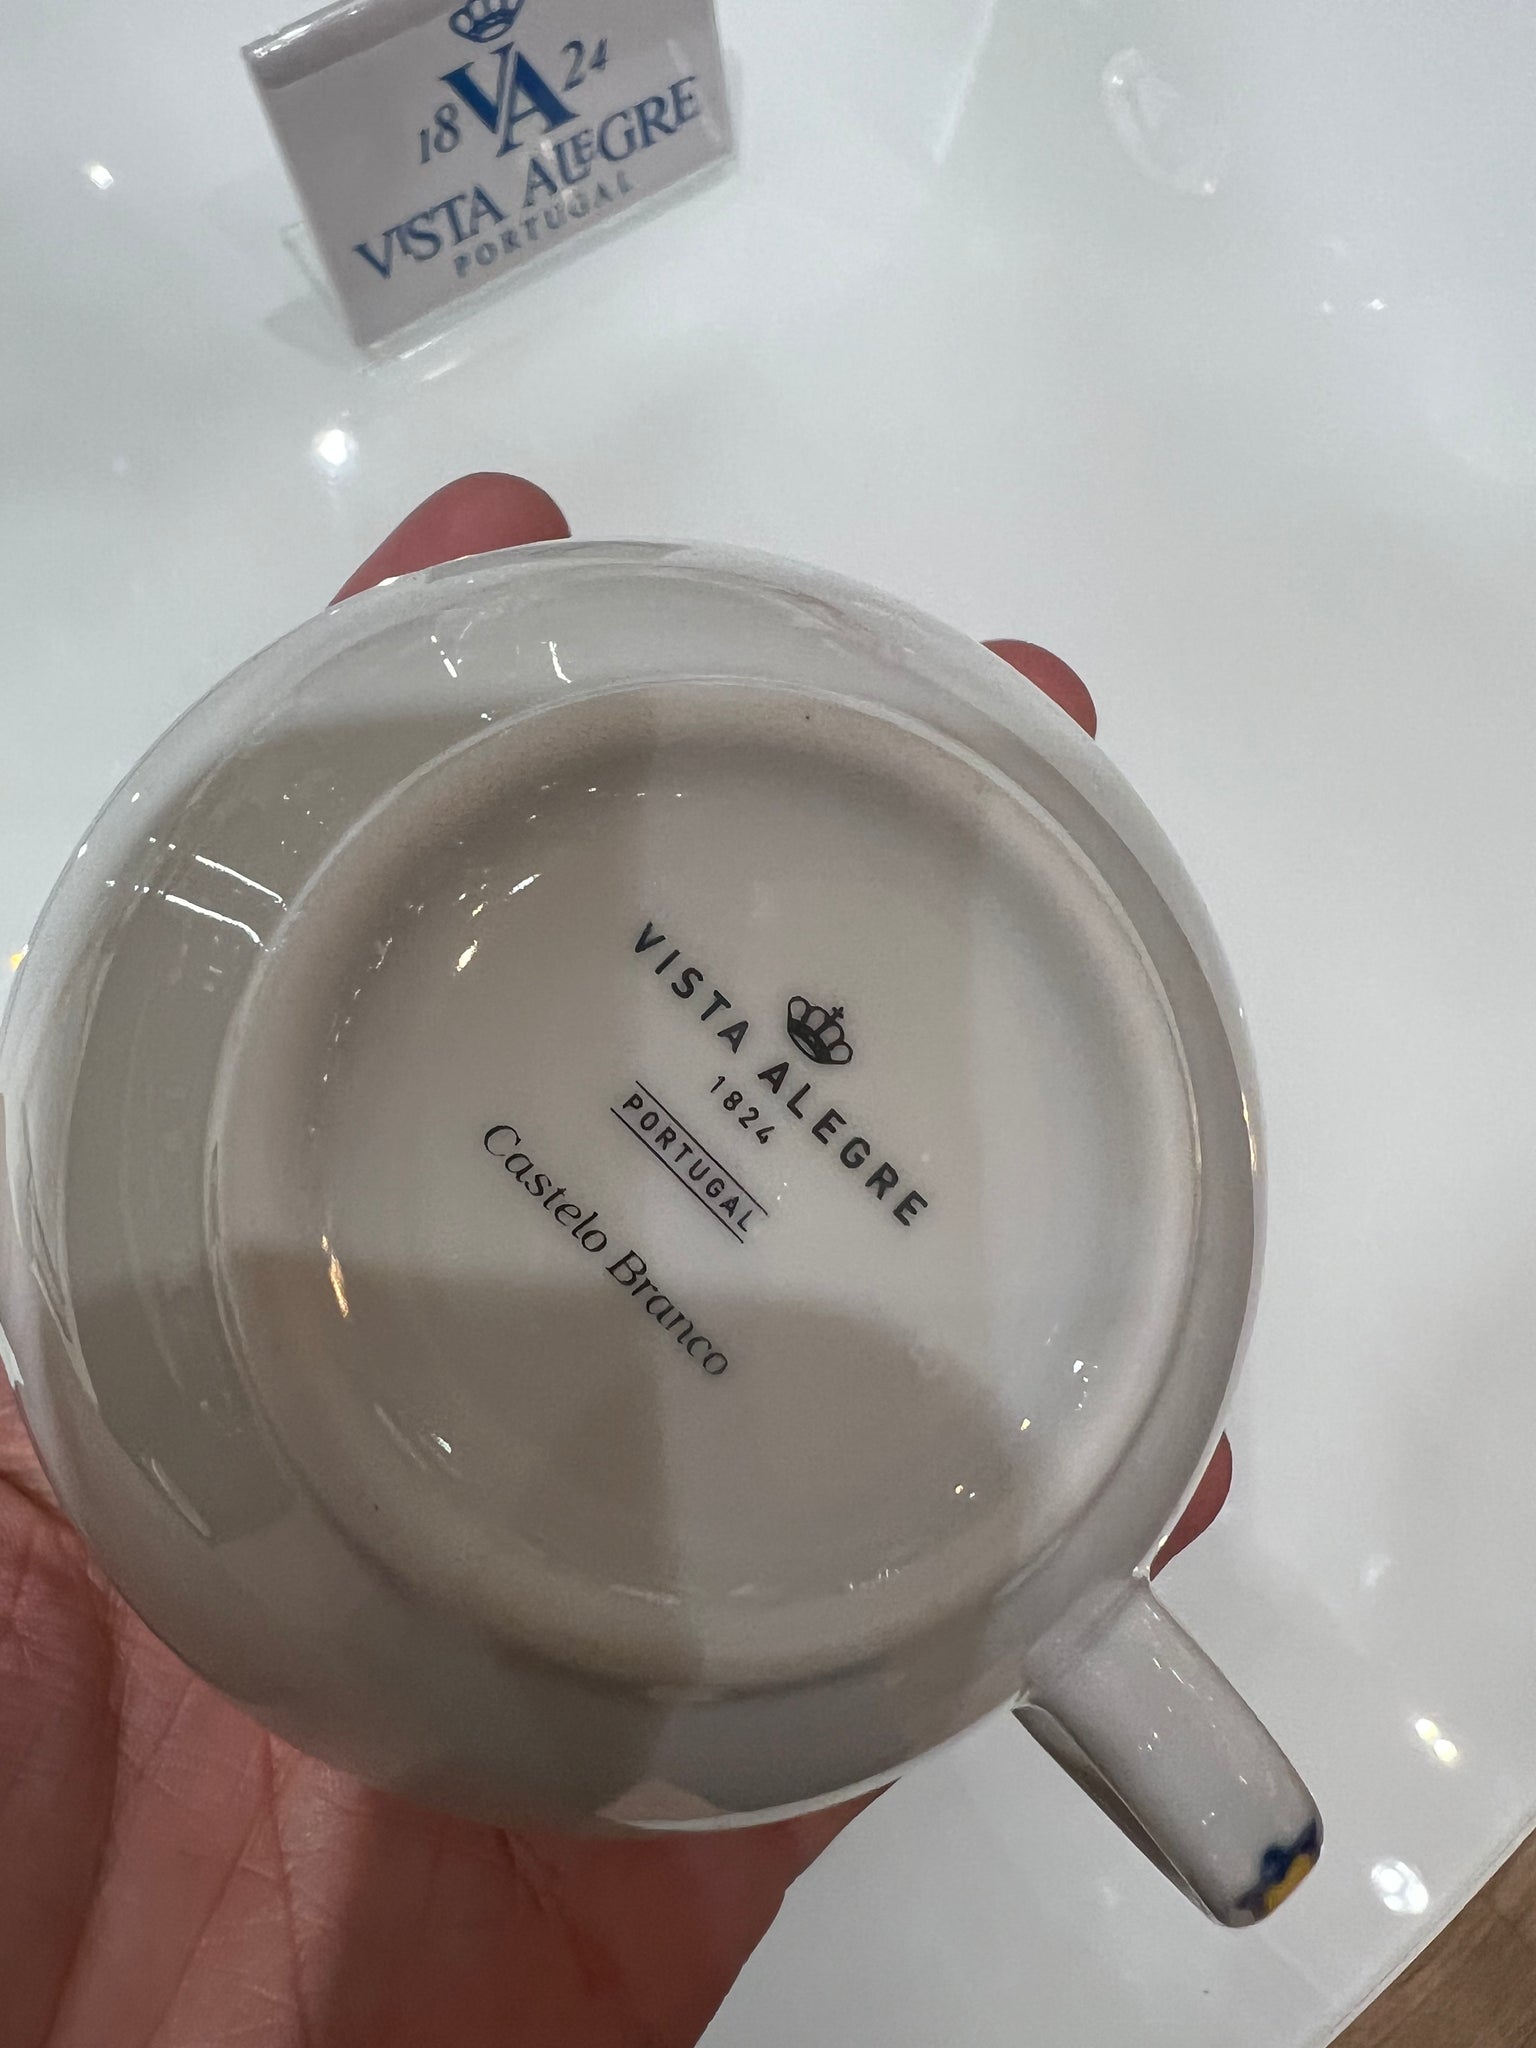 18 VA 24
VISTA ALEGRE
PORTUGAL
VISTA ALEGRE
1824
PORTUGAL
Castelo Branco